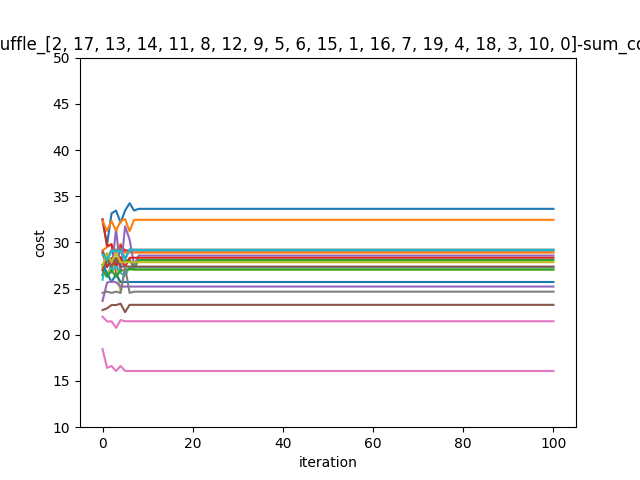 uffle_[2, 17, 13, 14, 11, 8, 12, 9, 5, 6, 15, 1, 16, 7, 19, 4, 18, 3, 10, 0]-sum_co
50
45
40
35
30
25
20
15
10
cost
0 20 40 60 80 100
iteration